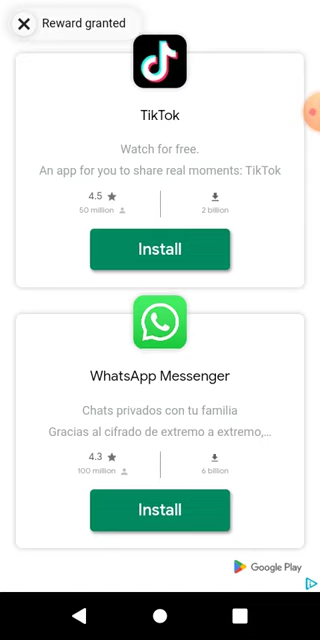 Reward granted
TikTok
Watch for free.
An app for you to share real moments: TikTok
4.5
50 million
2 billion
Install
WhatsApp Messenger
Chats privados con tu familia
Gracias al cifrado de extremo a extremo,...
4.3
100 million
6 billion
Install
Google Play